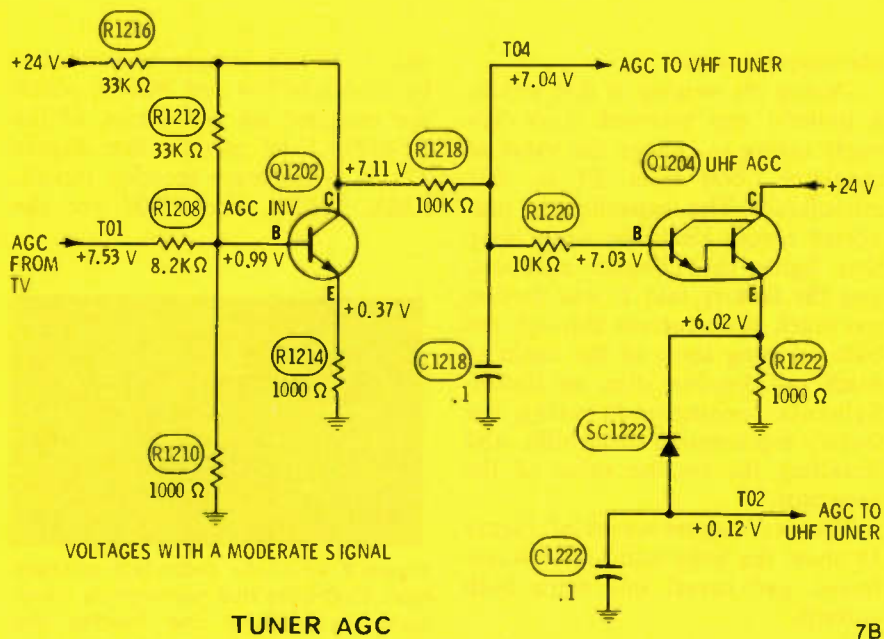 R1216
+24 V
33K Ω
R1212
33K Ω
T04
+7.04 V
AGC TO VHF TUNER
Q1202
+7.11 V
R1218
100K Ω
C
Q1204 UHF AGC
+24 V
C
R1208
AGC INV
R1220
AGC FROM TV
T01
+7.53 V
8.2KΩ
+0.99 V
B
E
+0.37 V
10K Ω
B
+7.03 V
E
+6.02 V
R1214
1000 Ω
C1218
.1
R1222
1000 Ω
SC1222
R1210
1000 Ω
T02
+0.12 V
AGC TO UHF TUNER
C1222
.1
VOLTAGES WITH A MODERATE SIGNAL
TUNER AGC
7B